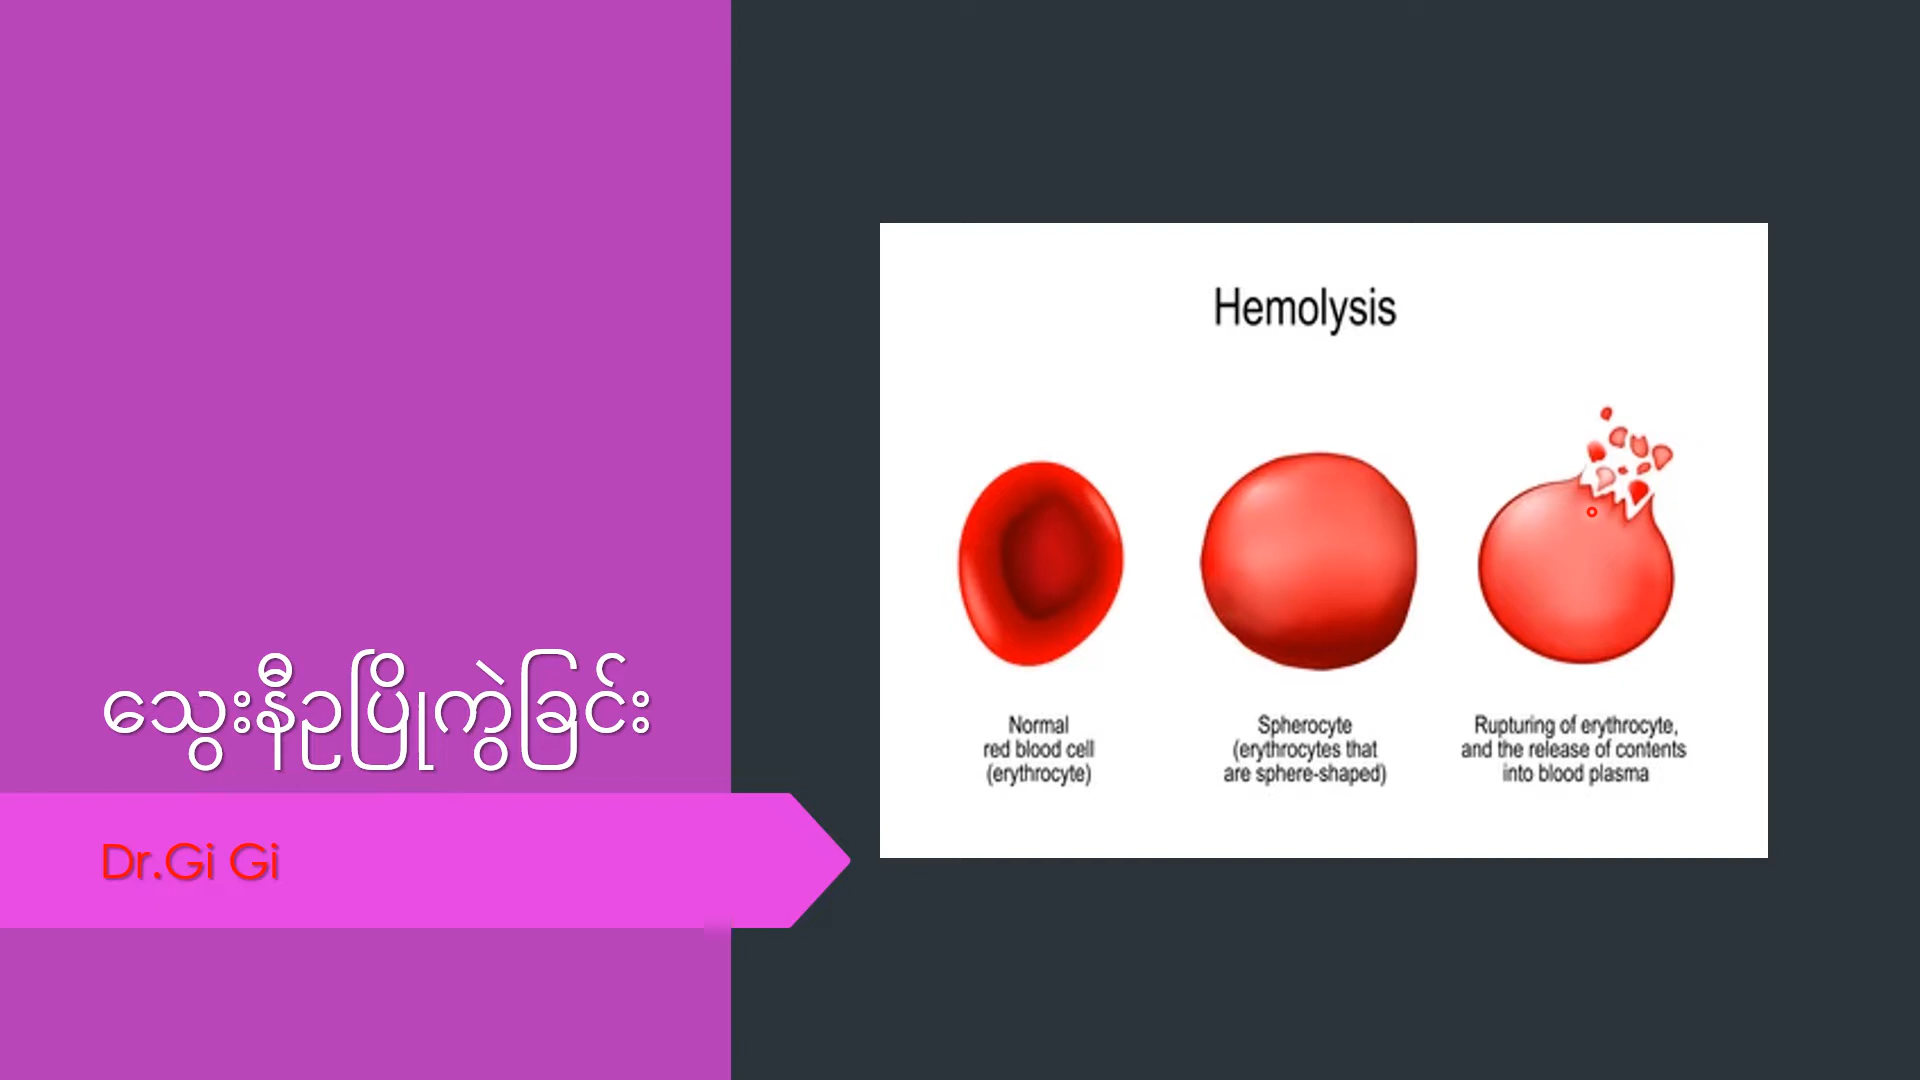 သွေးနီဥပြိုကွဲခြင်း
Dr.Gi Gi
Hemolysis
Normal
red blood cell
(erythrocyte)
Spherocyte
(erythrocytes that
are sphere-shaped)
Rupturing of erythrocyte,
and the release of contents
into blood plasma